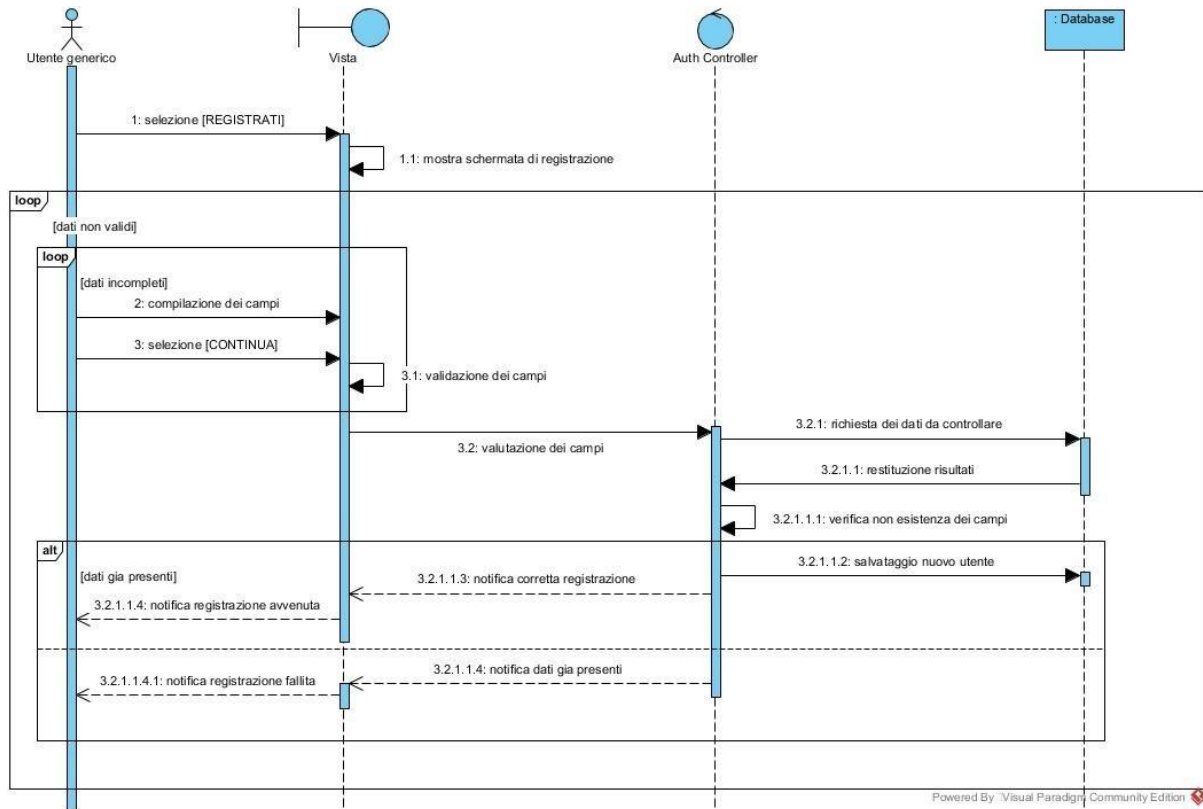 : Database
Utente generico
Vista
Auth Controller
1: selezione [REGISTRATI]
1.1: mostra schermata di registrazione
loop
[dati non validi]
loop
[dati incompleti]
2: compilazione dei campi
3: selezione [CONTINUA]
3.1: validazione dei campi
3.2.1: richiesta dei dati da controllare
3.2: valutazione dei campi
3.2.1.1: restituzione risultati
3.2.1.1.1: verifica non esistenza dei campi
alt
3.2.1.1.2: salvataggio nuovo utente
[dati gia presenti]
3.2.1.1.3: notifica corretta registrazione
3.2.1.1.4: notifica registrazione avvenuta
3.2.1.1.4: notifica dati gia presenti
3.2.1.1.4.1: notifica registrazione fallita
Powered By Visual Paradigm Community Edition